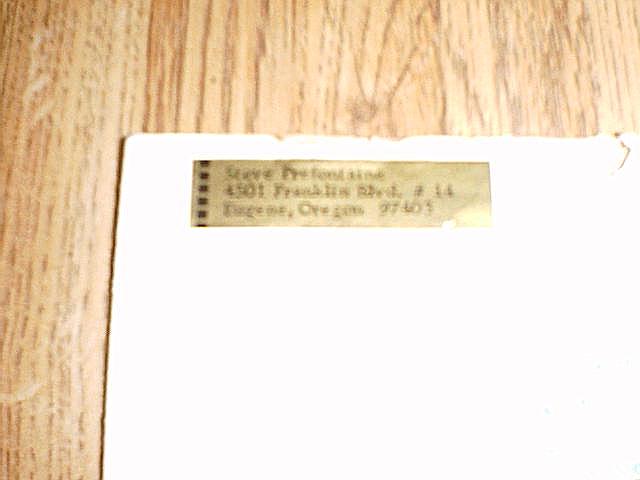 Steve Prefontaine
4501 Franklin Blvd. # 14
Eugene, Oregon 97403